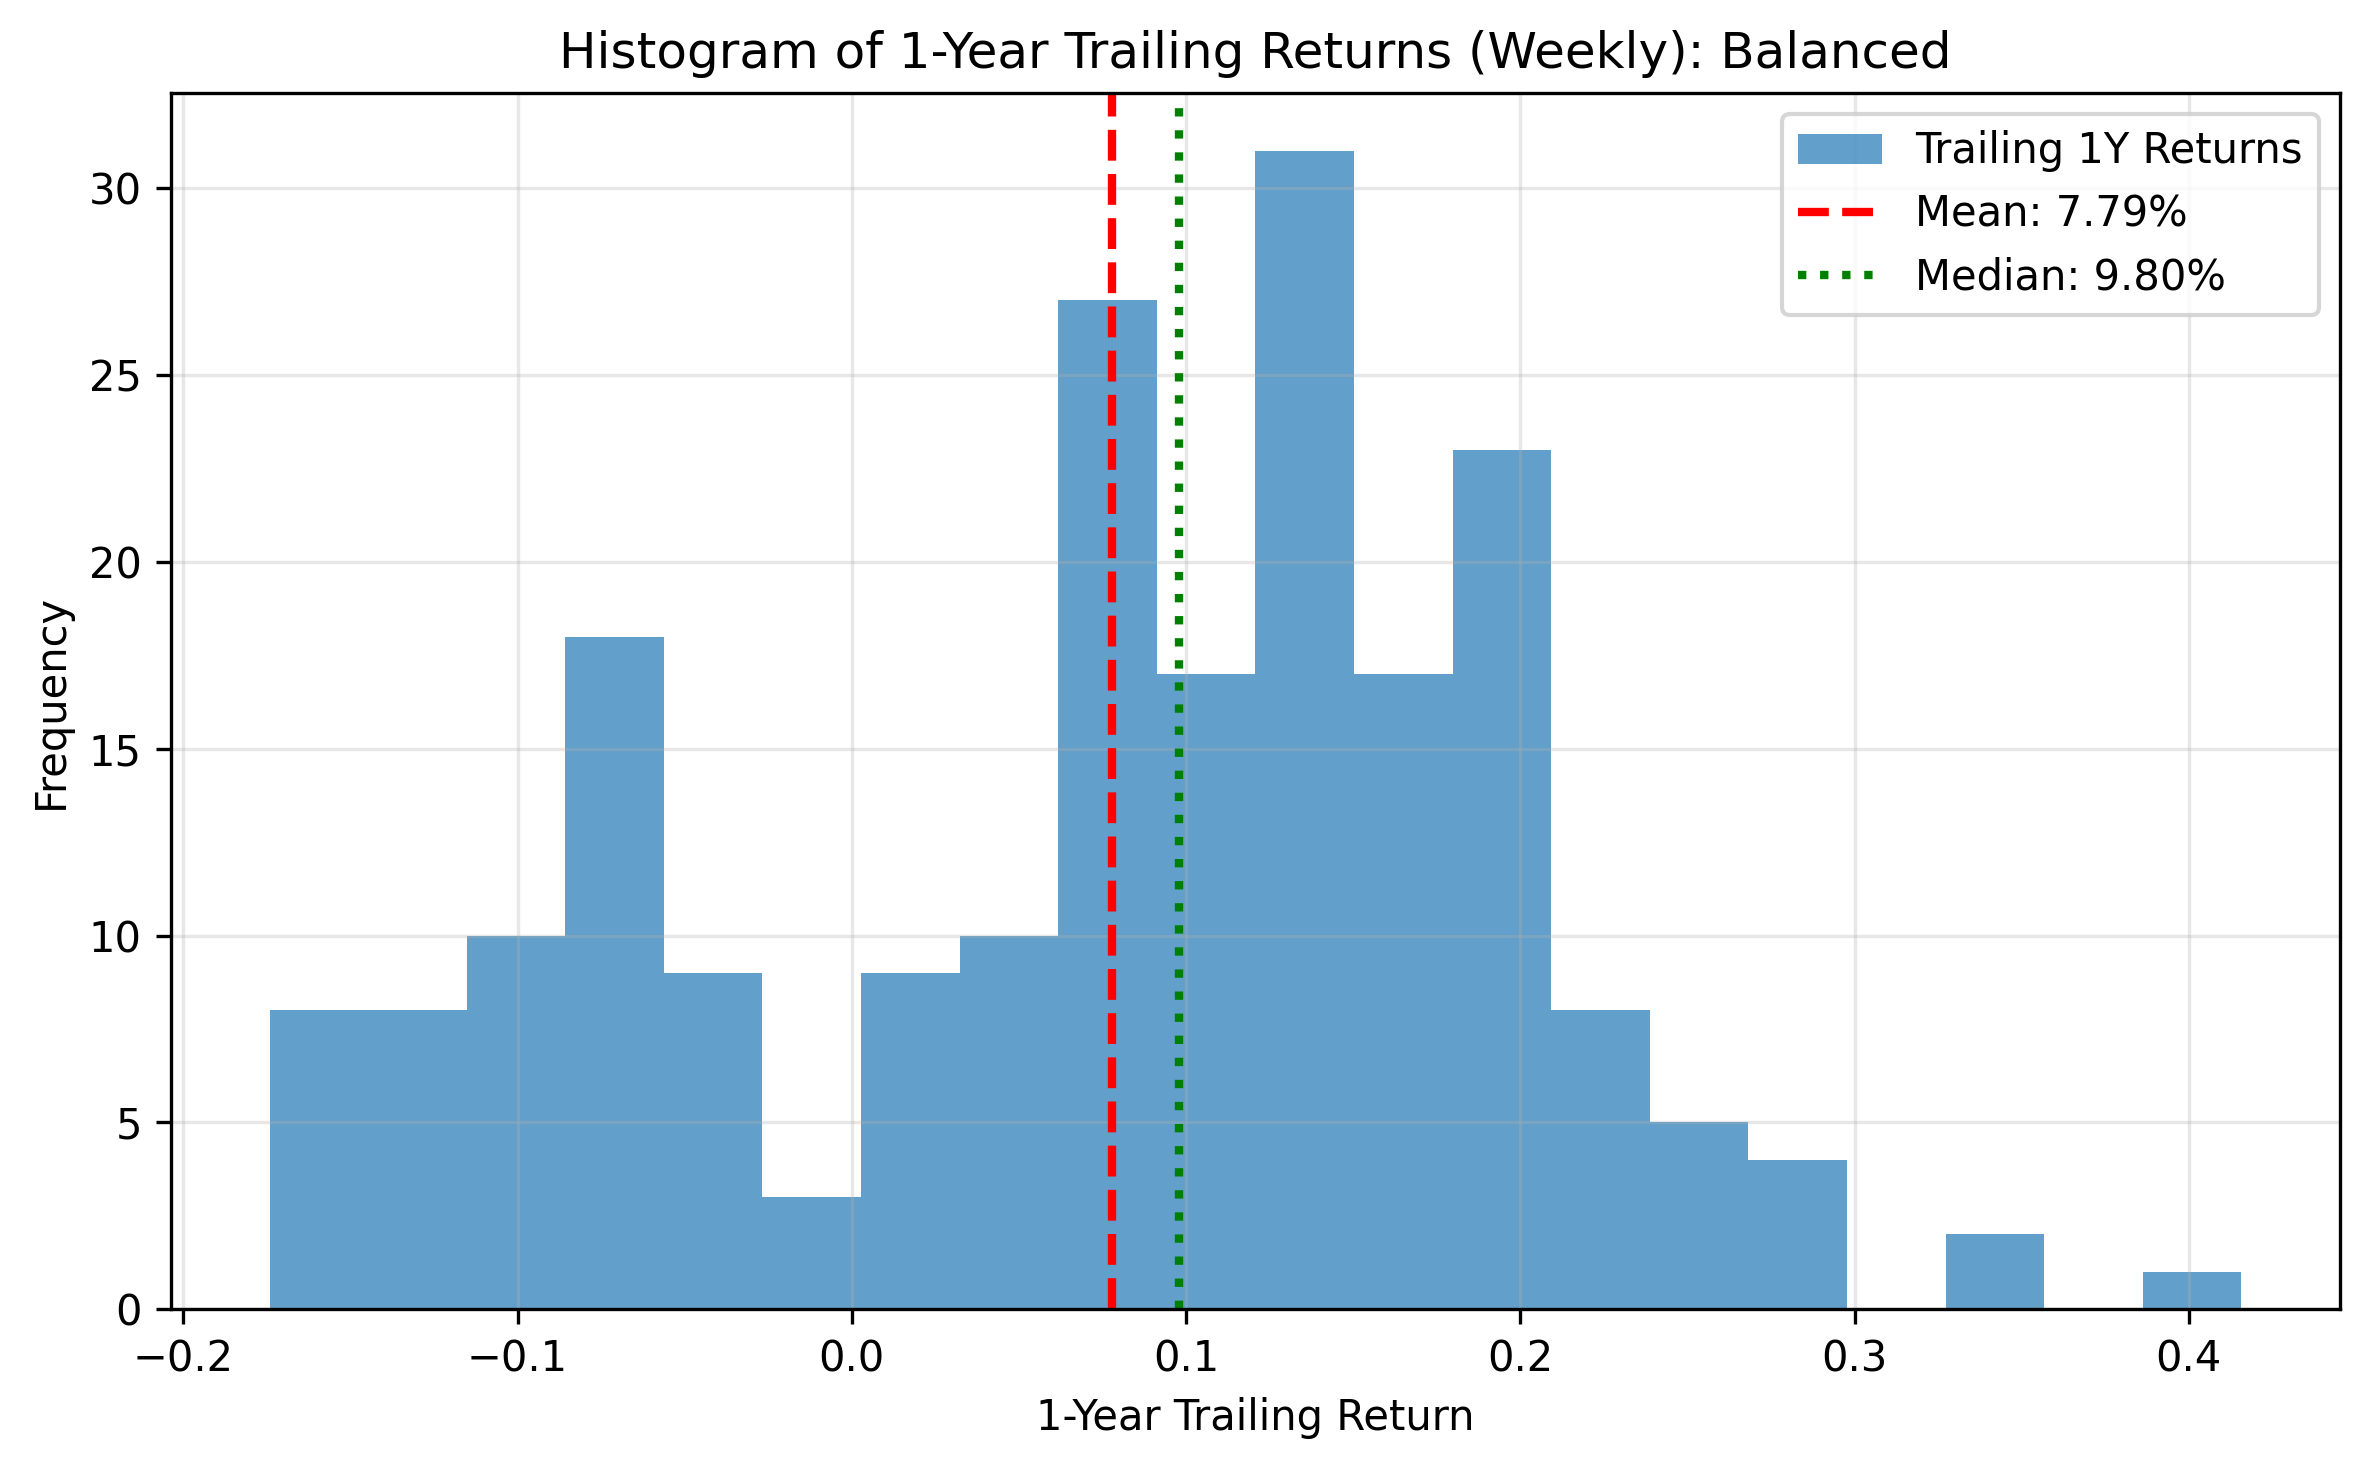 Histogram of 1-Year Trailing Returns (Weekly): Balanced
Trailing 1Y Returns
Mean: 7.79%
Median: 9.80%
Frequency
30
25
20
15
10
5
0
−0.2
−0.1
0.0
0.1
0.2
0.3
0.4
1-Year Trailing Return